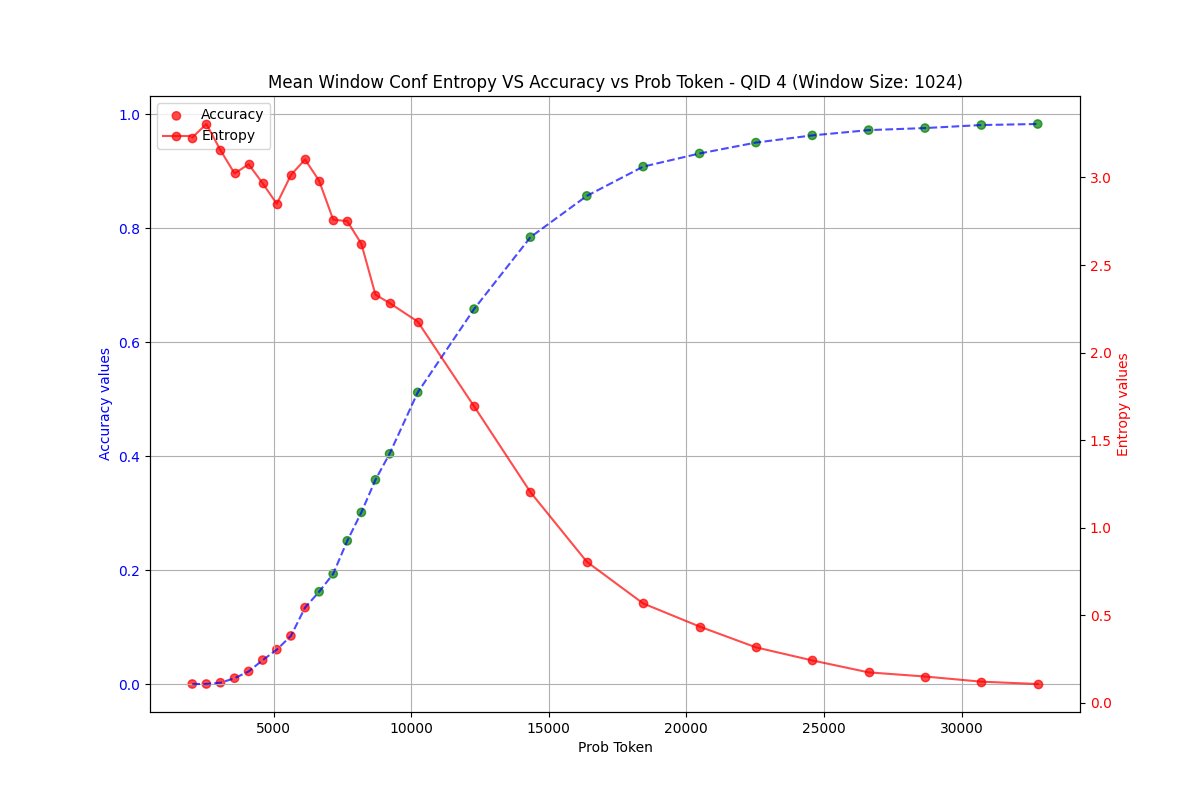 Mean Window Conf Entropy VS Accuracy vs Prob Token - QID 4 (Window Size: 1024)
Accuracy
Entropy
1.0
0.8
0.6
0.4
0.2
0.0
Accuracy values
3.0
2.5
2.0
1.5
1.0
0.5
0.0
Entropy values
5000 10000 15000 20000 25000 30000
Prob Token